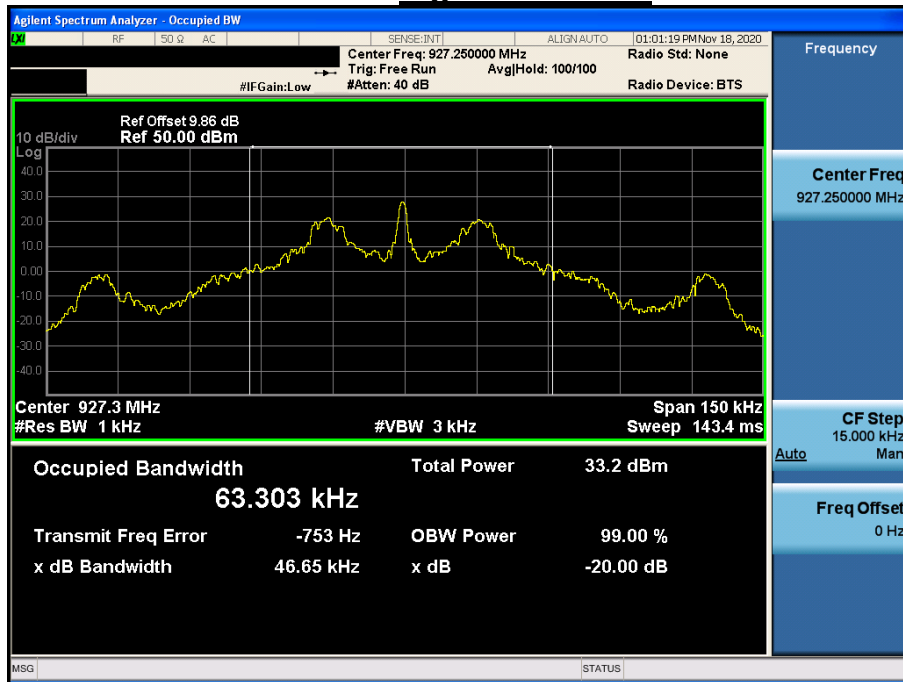 Agilent Spectrum Analyzer - Occupied BW
LXI RF 50 Ω AC SENSE:INT ALIGN AUTO 01:01:19 PM Nov 18, 2020
Center Freq: 927.250000 MHz Radio Std: None
Trig: Free Run Avg|Hold: 100/100
#IFGain:Low #Atten: 40 dB Radio Device: BTS
Ref Offset 9.86 dB
10 dB/div Ref 50.00 dBm
Log
40.0
30.0
20.0
10.0
0.00
-10.0
-20.0
-30.0
-40.0
Center 927.3 MHz Span 150 kHz
#Res BW 1 kHz #VBW 3 kHz Sweep 143.4 ms
Occupied Bandwidth Total Power 33.2 dBm
63.303 kHz
Transmit Freq Error -753 Hz OBW Power 99.00 %
x dB Bandwidth 46.65 kHz x dB -20.00 dB
MSG STATUS
Frequency
Center Freq
927.250000 MHz
CF Step
15.000 kHz
Auto Man
Freq Offset
0 Hz